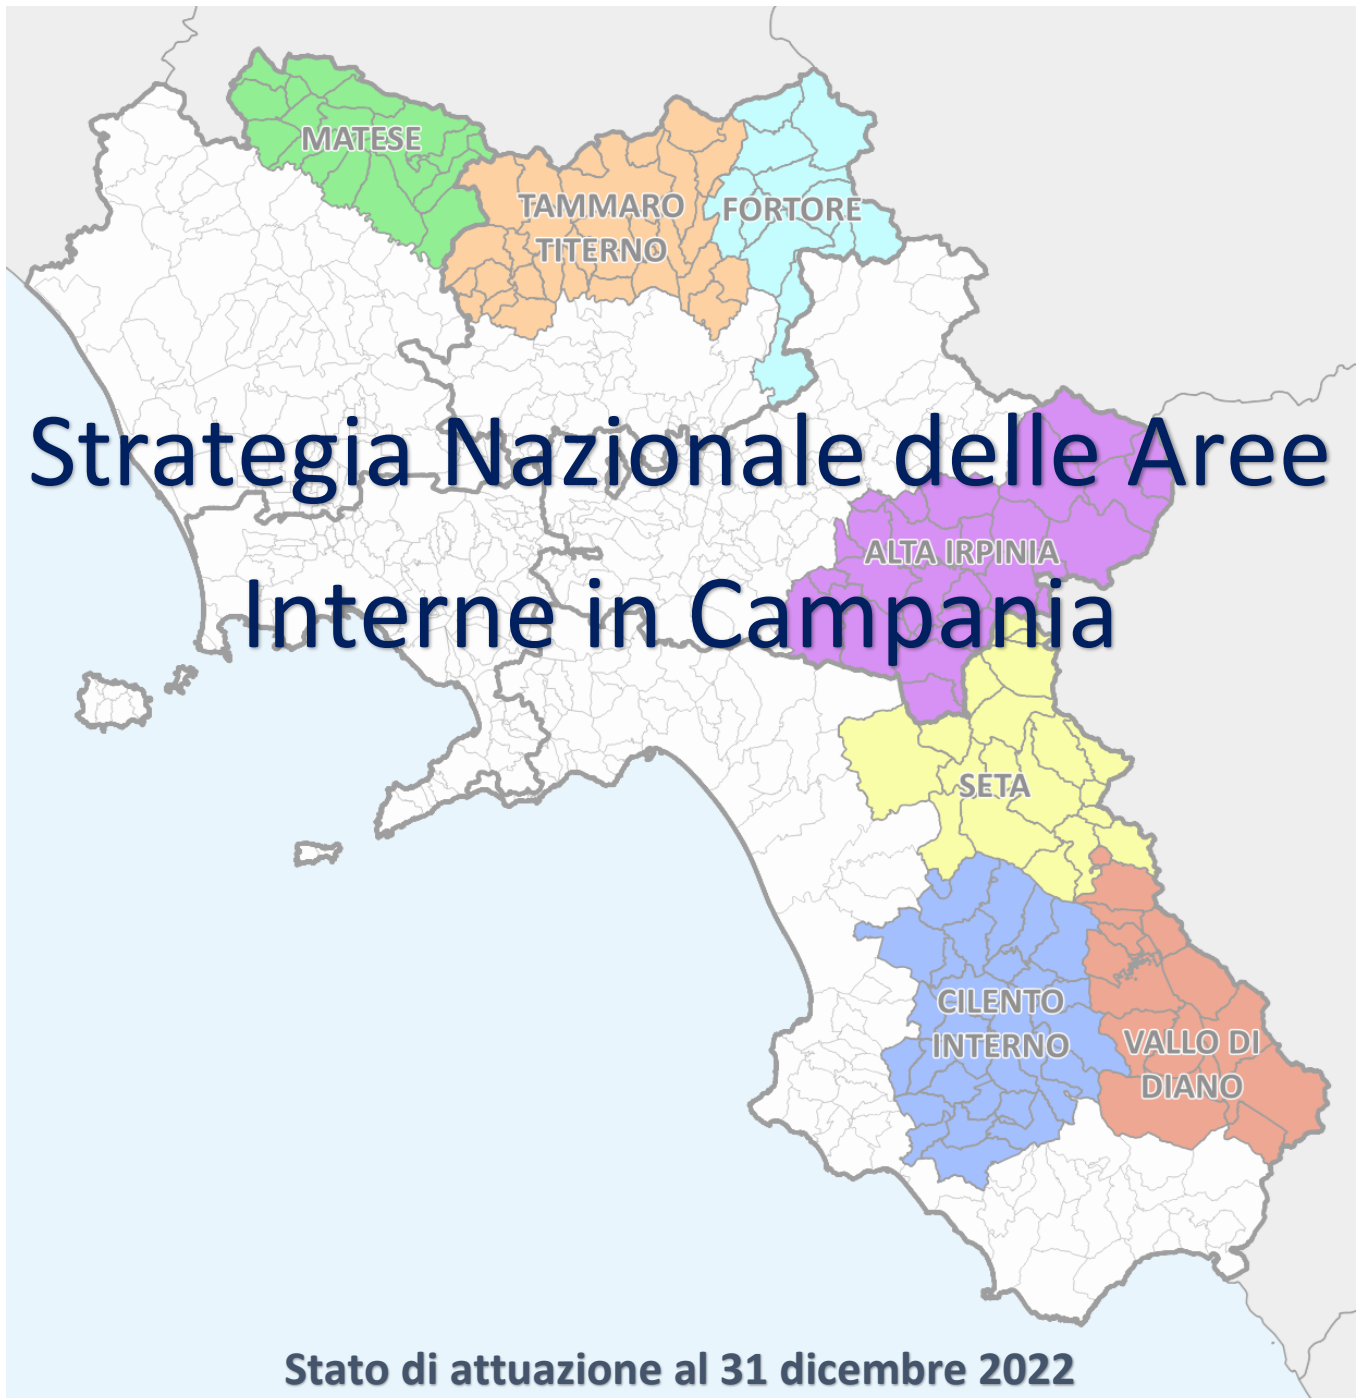 MATESE
TAMMARO
TITERNO
FORTORE
Strategia Nazionale delle Aree
ALTA IRPINIA
Interne in Campania
SETA
CILENTO
INTERNO
VALLO DI
DIANO
Stato di attuazione al 31 dicembre 2022